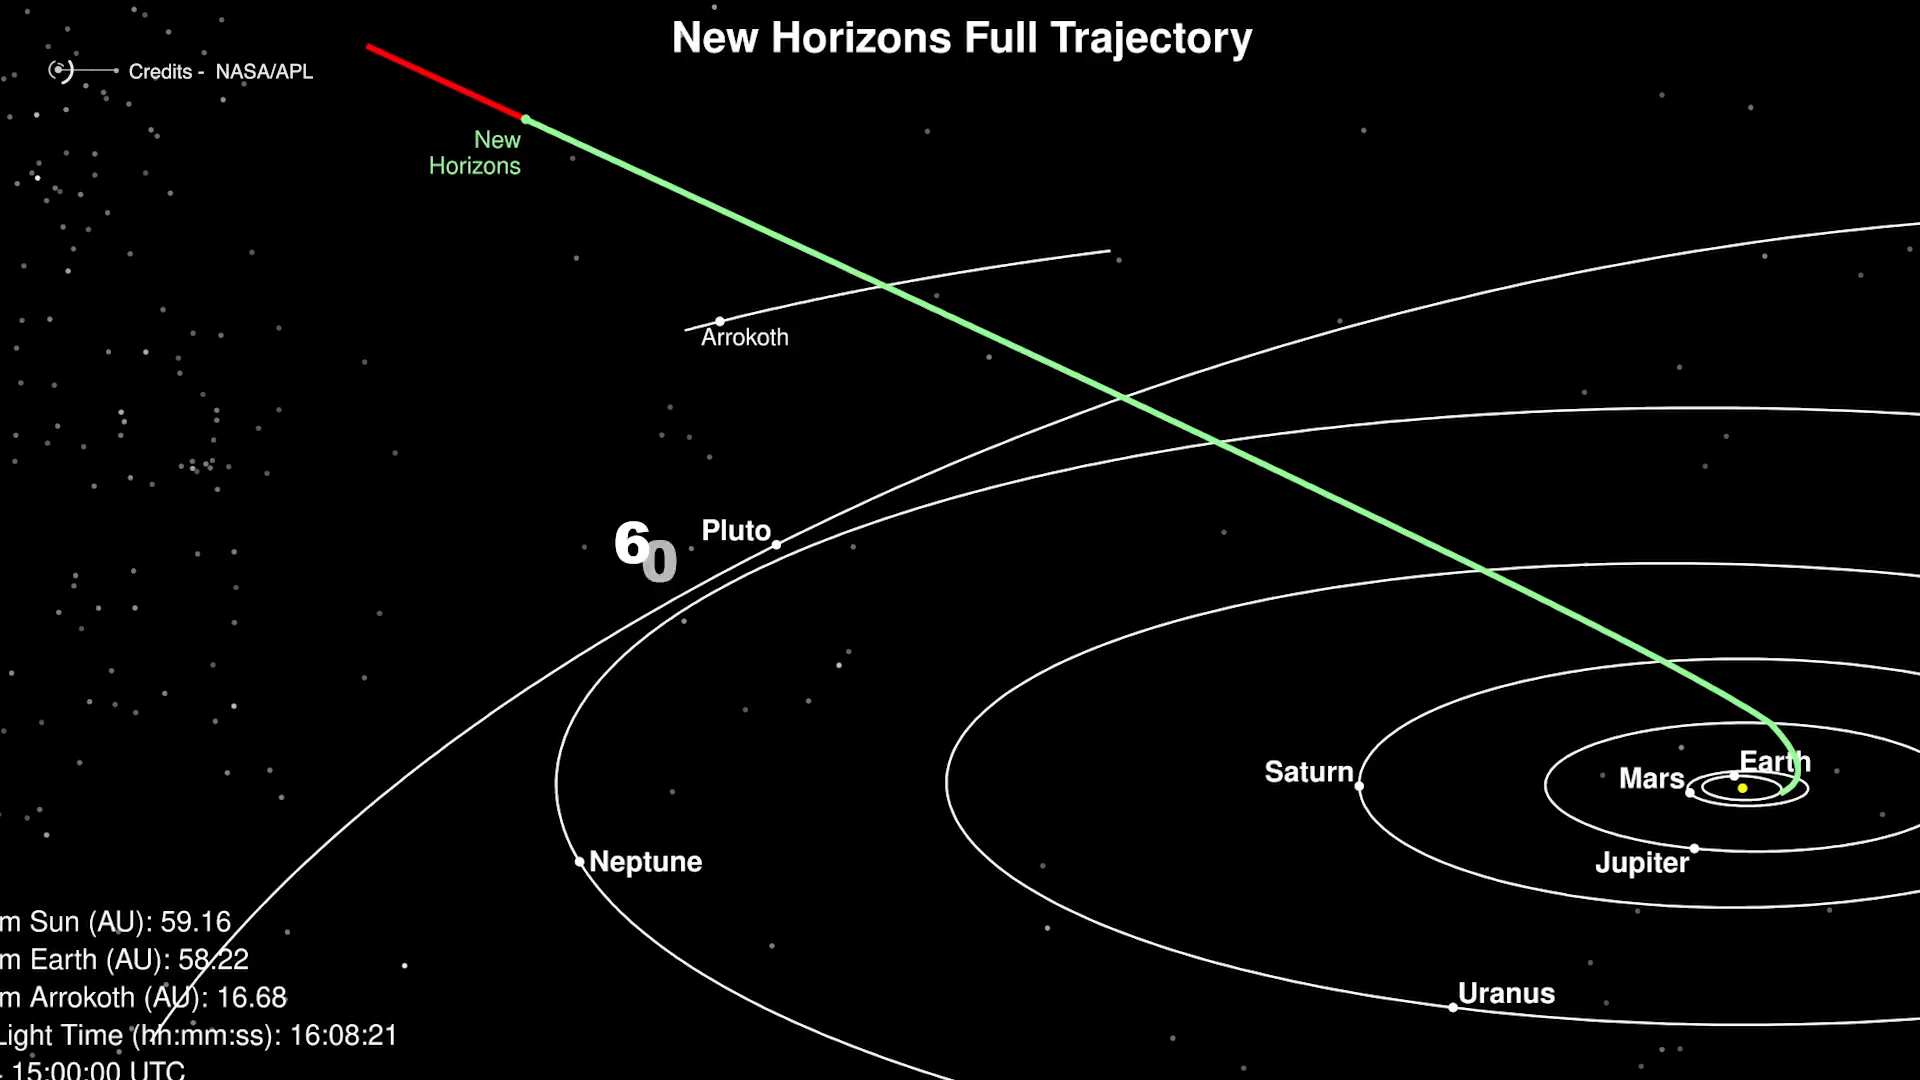 New Horizons Full Trajectory
Credits - NASA/APL
New
Horizons
Arrokoth
Pluto
60
Earth
Saturn
Mars
Neptune
Jupiter
m Sun (AU): 59.16
m Earth (AU): 58.22
m Arrokoth (AU): 16.68
Uranus
Light Time (hh:mm:ss): 16:08:21
15:00:00 UTC